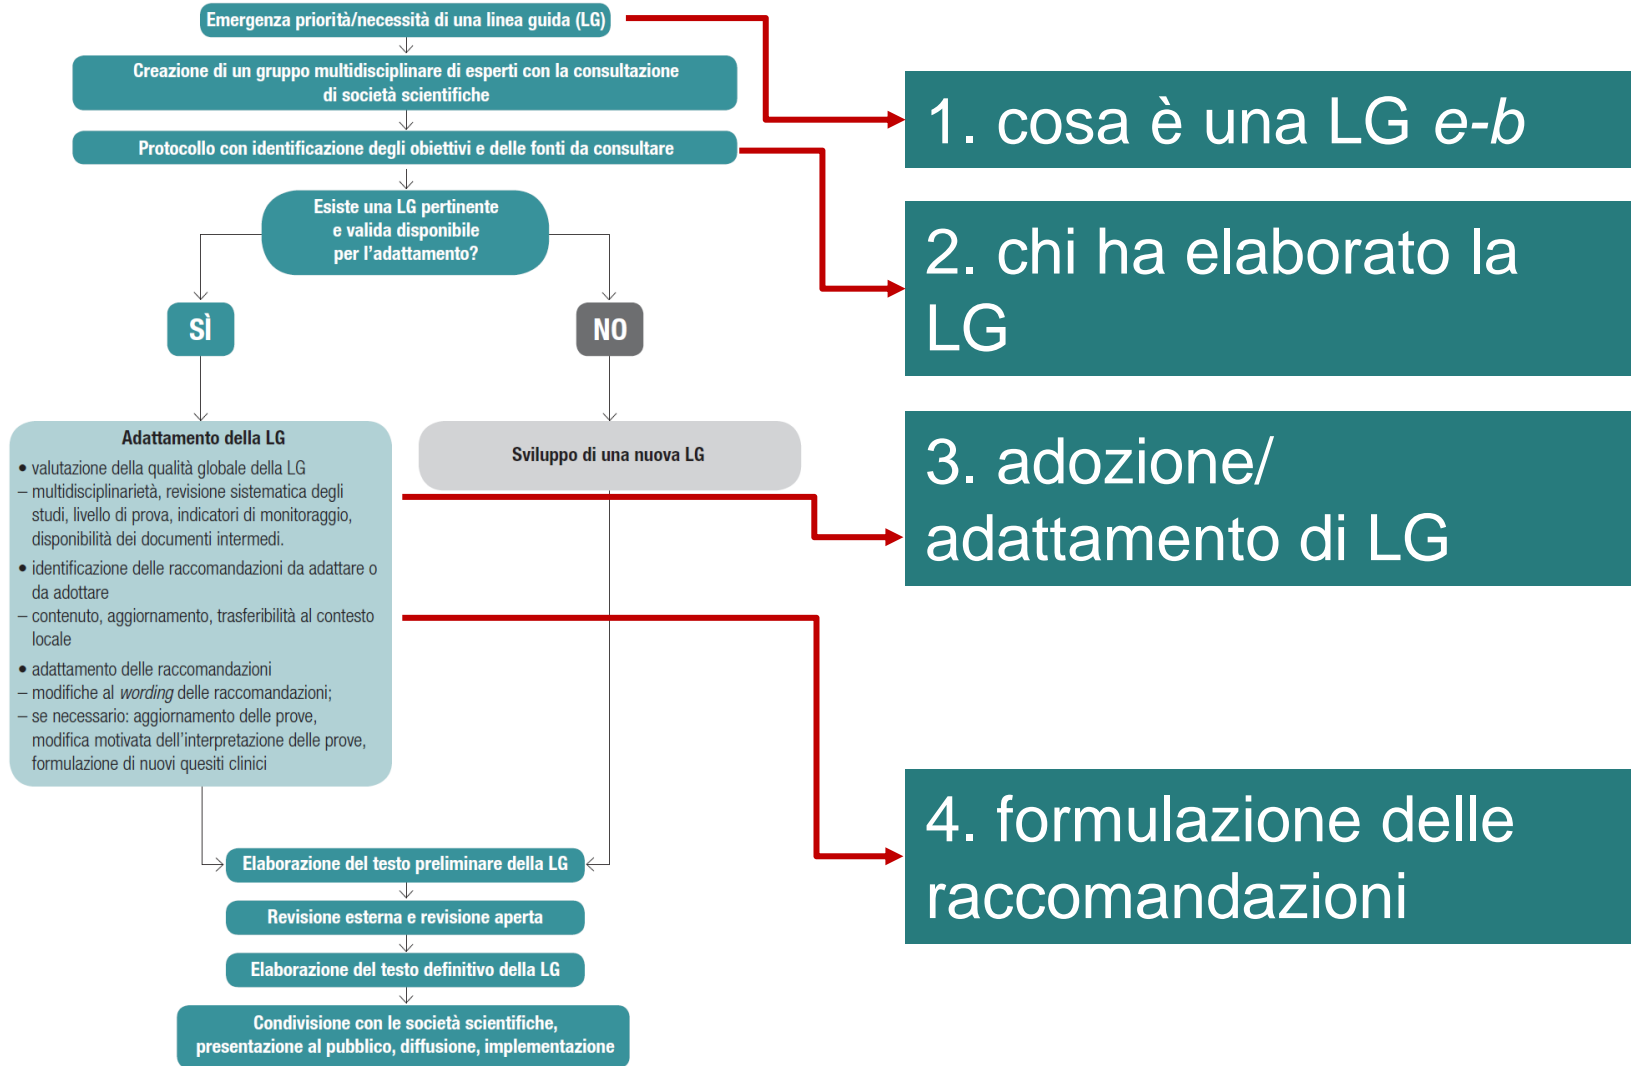 Emergenza priorità/necessità di una linea guida (LG)
Creazione di un gruppo multidisciplinare di esperti con la consultazione
di società scientifiche
Protocollo con identificazione degli obiettivi e delle fonti da consultare
Esiste una LG pertinente
e valida disponibile
per l'adattamento?
SÌ
NO
Adattamento della LG
• valutazione della qualità globale della LG
– multidisciplinarietà, revisione sistematica degli
studi, livello di prova, indicatori di monitoraggio,
disponibilità dei documenti intermedi.
• identificazione delle raccomandazioni da adattare o
da adottare
– contenuto, aggiornamento, trasferibilità al contesto
locale
• adattamento delle raccomandazioni
– modifiche al wording delle raccomandazioni;
– se necessario: aggiornamento delle prove,
modifica motivata dell'interpretazione delle prove,
formulazione di nuovi quesiti clinici
Sviluppo di una nuova LG
Elaborazione del testo preliminare della LG
Revisione esterna e revisione aperta
Elaborazione del testo definitivo della LG
Condivisione con le società scientifiche,
presentazione al pubblico, diffusione, implementazione
1. cosa è una LG e-b
2. chi ha elaborato la
LG
3. adozione/
adattamento di LG
4. formulazione delle
raccomandazioni